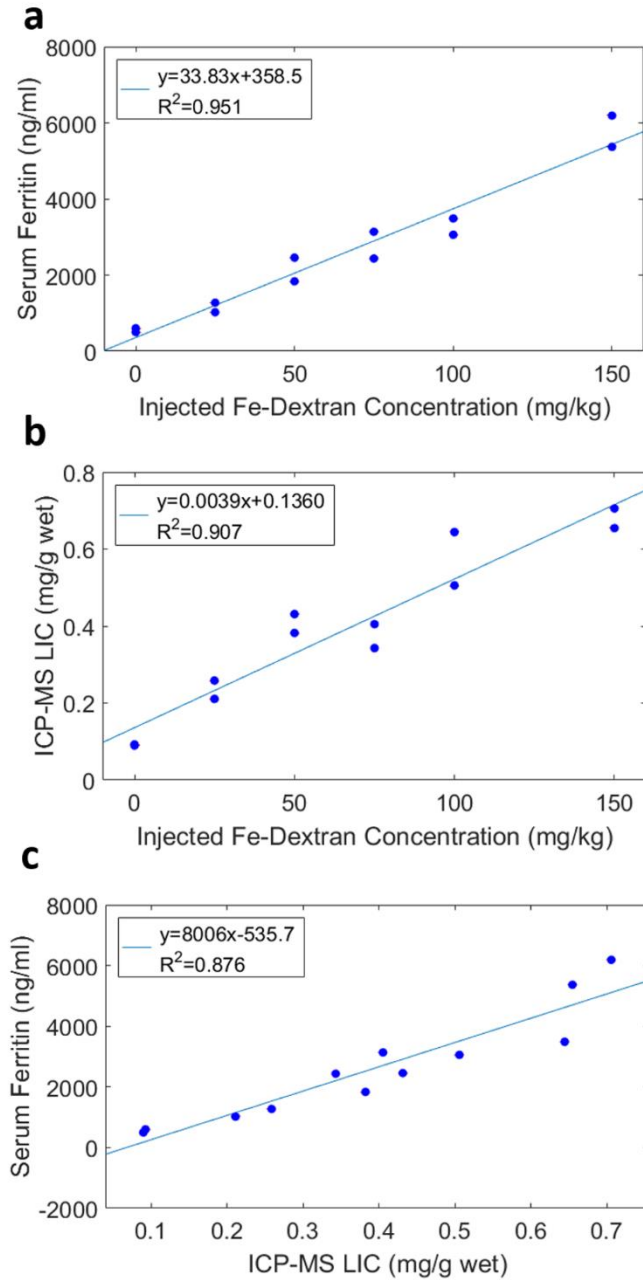 a
8000
6000
4000
2000
0
Serum Ferritin (ng/ml)
y=33.83x+358.5
R²=0.951
0 50 100 150
Injected Fe-Dextran Concentration (mg/kg)
b
0.8
0.6
0.4
0.2
0
ICP-MS LIC (mg/g wet)
y=0.0039x+0.1360
R²=0.907
0 50 100 150
Injected Fe-Dextran Concentration (mg/kg)
c
8000
6000
4000
2000
0
-2000
Serum Ferritin (ng/ml)
y=8006x-535.7
R²=0.876
0.1 0.2 0.3 0.4 0.5 0.6 0.7
ICP-MS LIC (mg/g wet)